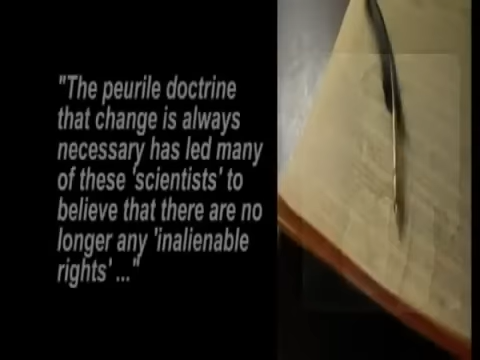 "The peurile doctrine
that change is always
necessary has led many
of these 'scientists' to
believe that there are no
longer any 'inalienable
rights' ..."